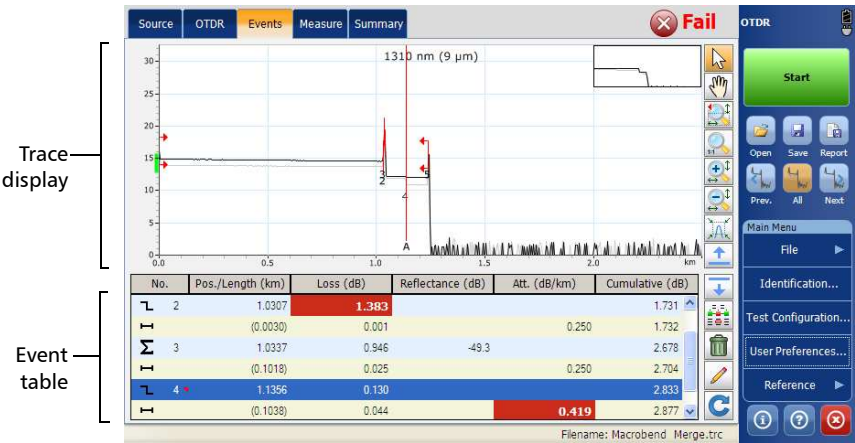 Source OTDR Events Measure Summary
Fail
OTDR
1310 nm (9 µm)
30
25
20
15
10
5
0
0.0 0.5 1.0 1.5 2.0 km
3
2
4
5
A
1:1
Trace
display
No. Pos./Length (km) Loss (dB) Reflectance (dB) Att. (dB/km) Cumulative (dB)
2 1.0307 1.383 1.731
(0.0030) 0.001 0.250 1.732
Σ 3 1.0337 0.946 -49.3 2.678
(0.1018) 0.025 0.250 2.704
4 1.1356 0.130 2.833
(0.1038) 0.044 0.419 2.877
Event
table
Filename: Macrobend Merge.trc
Start
Open Save Report
Prev. All Next
Main Menu
File
Identification...
Test Configuration...
User Preferences...
Reference